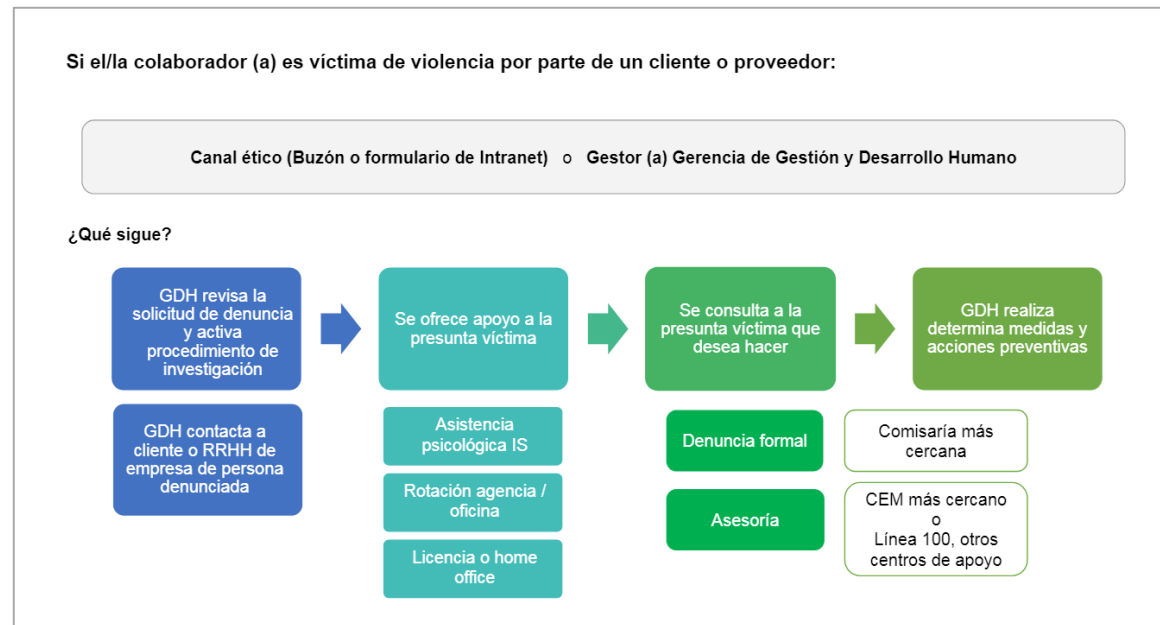 Si el/la colaborador (a) es víctima de violencia por parte de un cliente o proveedor:
Canal ético (Buzón o formulario de Intranet) o Gestor (a) Gerencia de Gestión y Desarrollo Humano
¿Qué sigue?
GDH revisa la
solicitud de denuncia
y activa
procedimiento de
investigación
Se ofrece apoyo a la
presunta víctima
Se consulta a la
presunta víctima que
desea hacer
GDH realiza
determina medidas y
acciones preventivas
GDH contacta a
cliente o RRHH de
empresa de persona
denunciada
Asistencia
psicológica IS
Rotación agencia /
oficina
Licencia o home
office
Denuncia formal
Comisaría más
cercana
Asesoría
CEM más cercano
o
Línea 100, otros
centros de apoyo